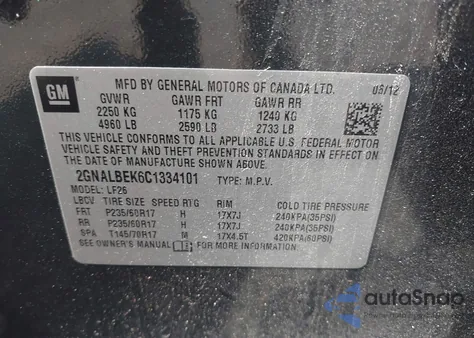 GM
MFD BY GENERAL MOTORS OF CANADA LTD. 03/12
GVWR GAWR FRT GAWR RR
2250 KG 1175 KG 1240 KG
4960 LB 2590 LB 2733 LB
THIS VEHICLE CONFORMS TO ALL APPLICABLE U.S. FEDERAL MOTOR
VEHICLE SAFETY AND THEFT PREVENTION STANDARDS IN EFFECT ON THE
DATE OF MANUFACTURE SHOWN ABOVE.
2GNALBEK6C1334101 TYPE: M.P.V.
MODEL: LF26
LBCV TIRE SIZE SPEED RTG RIM COLD TIRE PRESSURE
FRT P235/60R17 H 17X7J 240KPA(35PSI)
RR P235/60R17 H 17X7J 240KPA(35PSI)
SPA T145/70R17 M 17X4.5T 420KPA(60PSI)
SEE OWNER'S MANUAL FOR MORE INFORMATION.
autoSnap